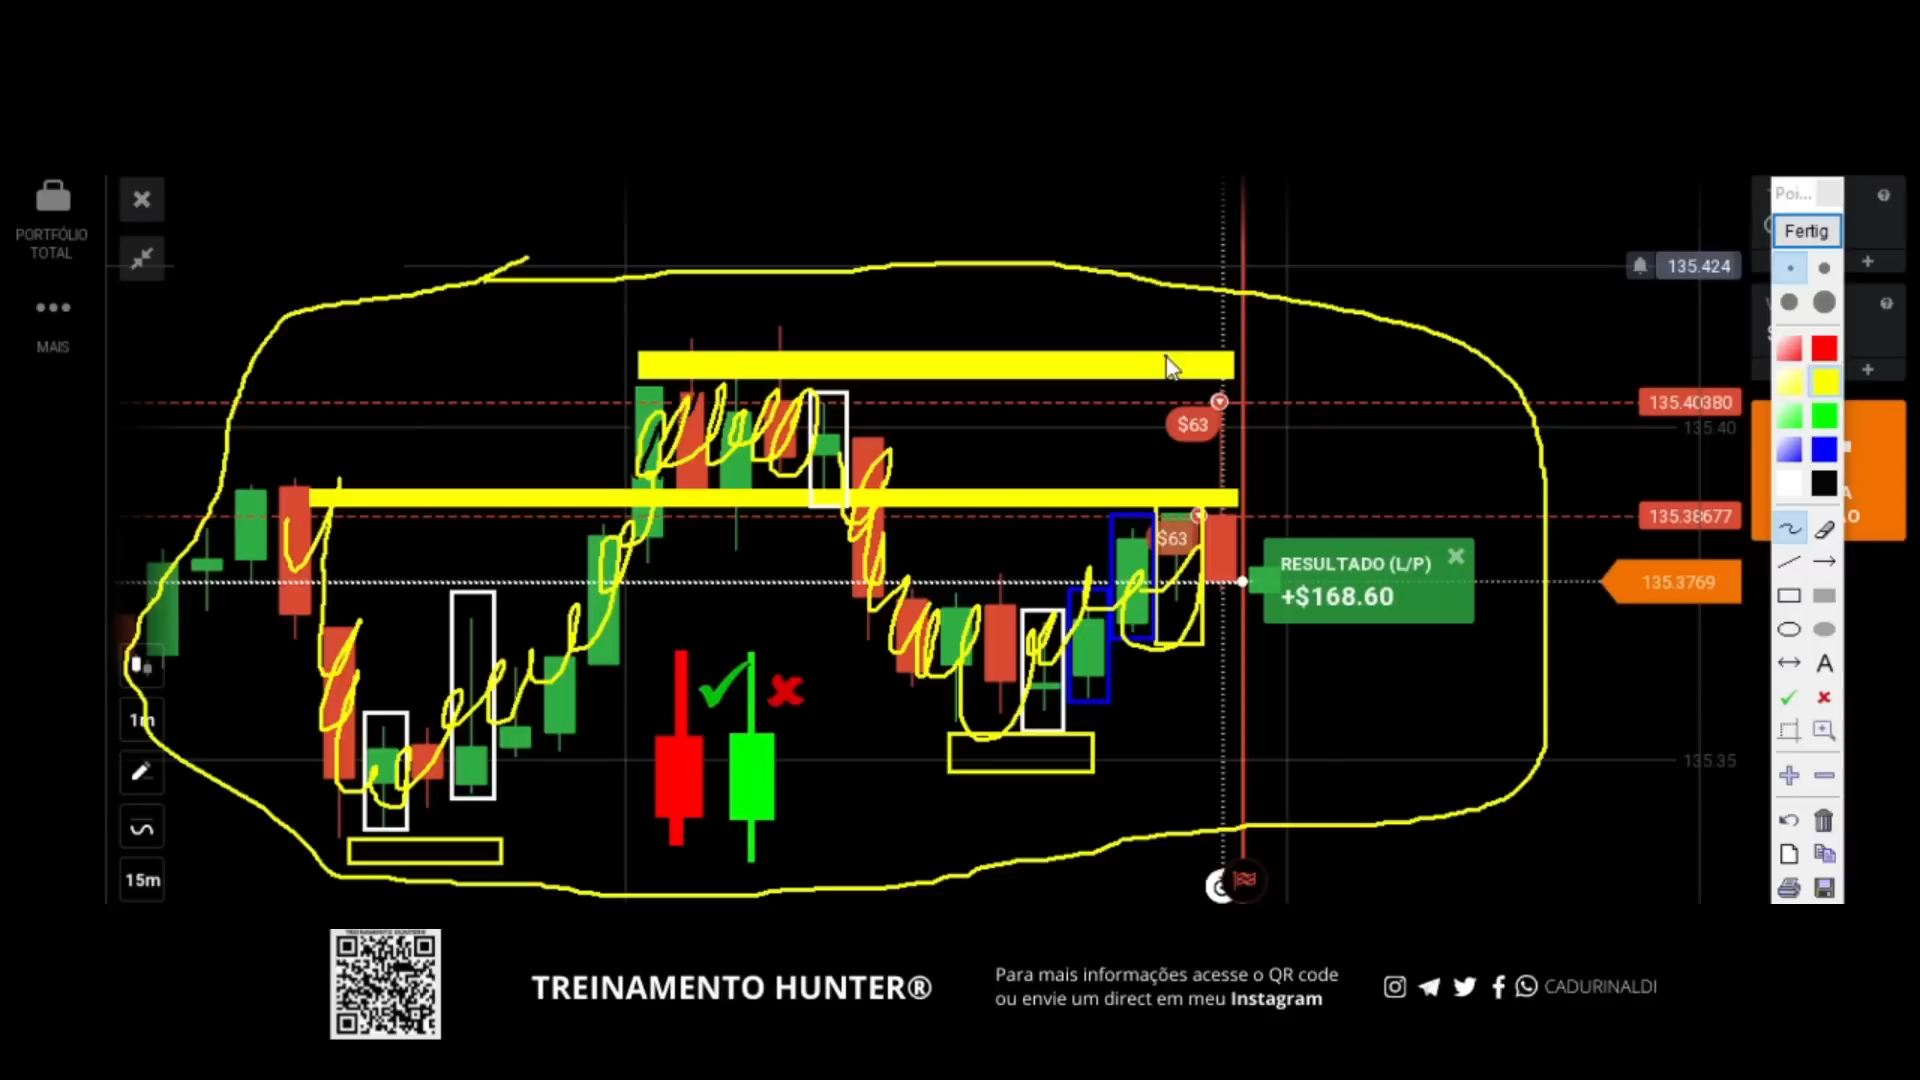 Poi...
PORTFÓLIO
TOTAL
Fertig
135.424
MAIS
135.40380
$63
135.40
135.38677
$63
RESULTADO (L/P)
+$168.60
135.3769
A
1m
135.35
15m
TREINAMENTO HUNTER®
Para mais informações acesse o QR code
ou envie um direct em meu Instagram
CADURINALDI